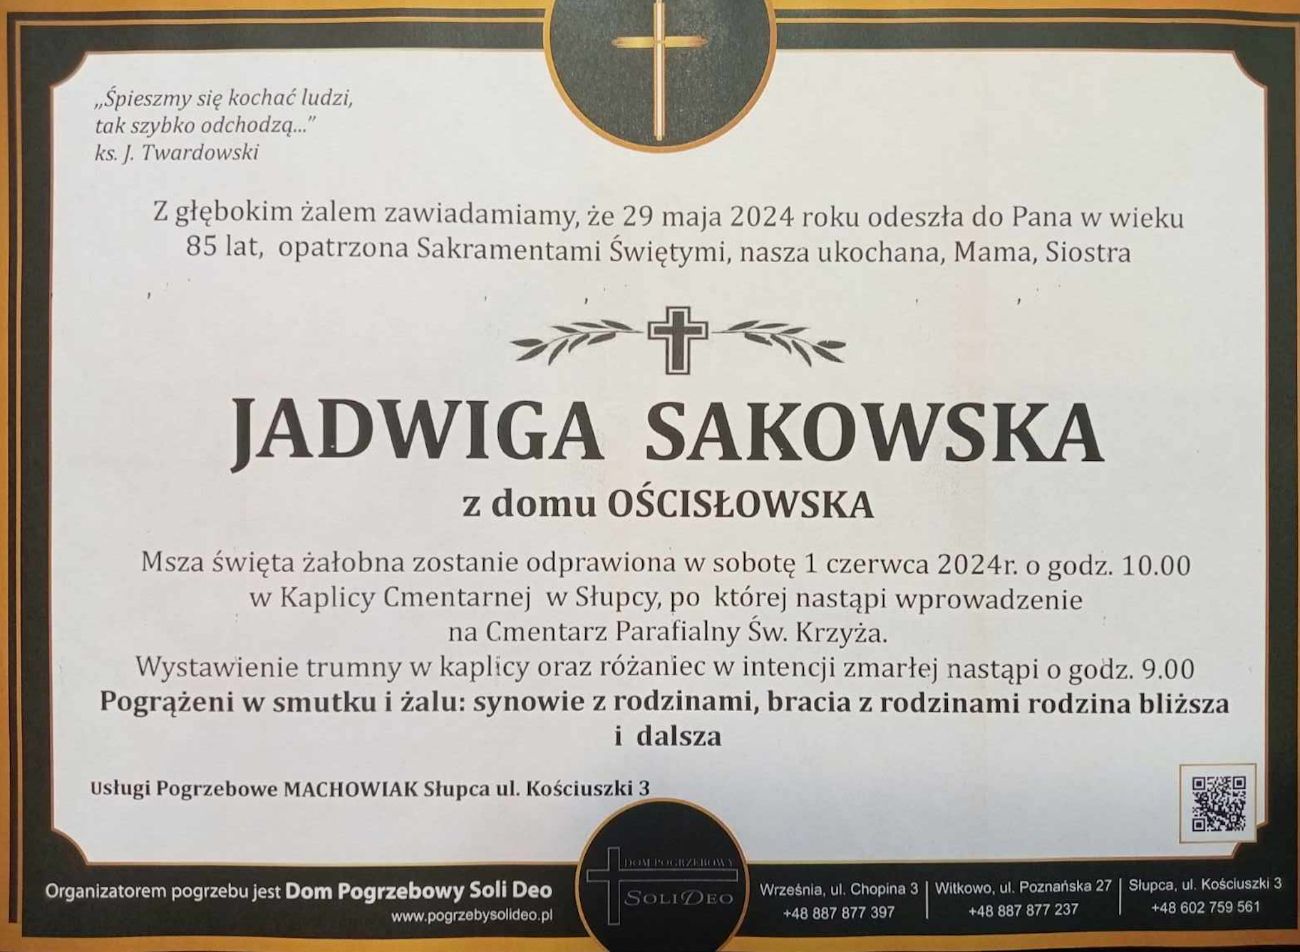 „Śpieszmy się kochać ludzi,
tak szybko odchodzą...”
ks. J. Twardowski
Z głębokim żalem zawiadamiamy, że 29 maja 2024 roku odeszła do Pana w wieku
85 lat, opatrzona Sakramentami Świętymi, nasza ukochana, Mama, Siostra
JADWIGA SAKOWSKA
z domu OŚCISŁOWSKA
Msza święta żałobna zostanie odprawiona w sobotę 1 czerwca 2024r. o godz. 10.00
w Kaplicy Cmentarnej w Słupcy, po której nastąpi wprowadzenie
na Cmentarz Parafialny Św. Krzyża.
Wystawienie trumny w kaplicy oraz różaniec w intencji zmarłej nastąpi o godz. 9.00
Pogrążeni w smutku i żalu: synowie z rodzinami, bracia z rodzinami rodzina bliższa
i dalsza
Usługi Pogrzebowe MACHOWIAK Słupca ul. Kościuszki 3
Organizatorem pogrzebu jest Dom Pogrzebowy Soli Deo
www.pogrzebysolideo.pl
DOM POGRZEBOWY
SOLI DEO
Września, ul. Chopina 3
+48 887 877 397
Witkowo, ul. Poznańska 27
+48 887 877 237
Słupca, ul. Kościuszki 3
+48 602 759 561